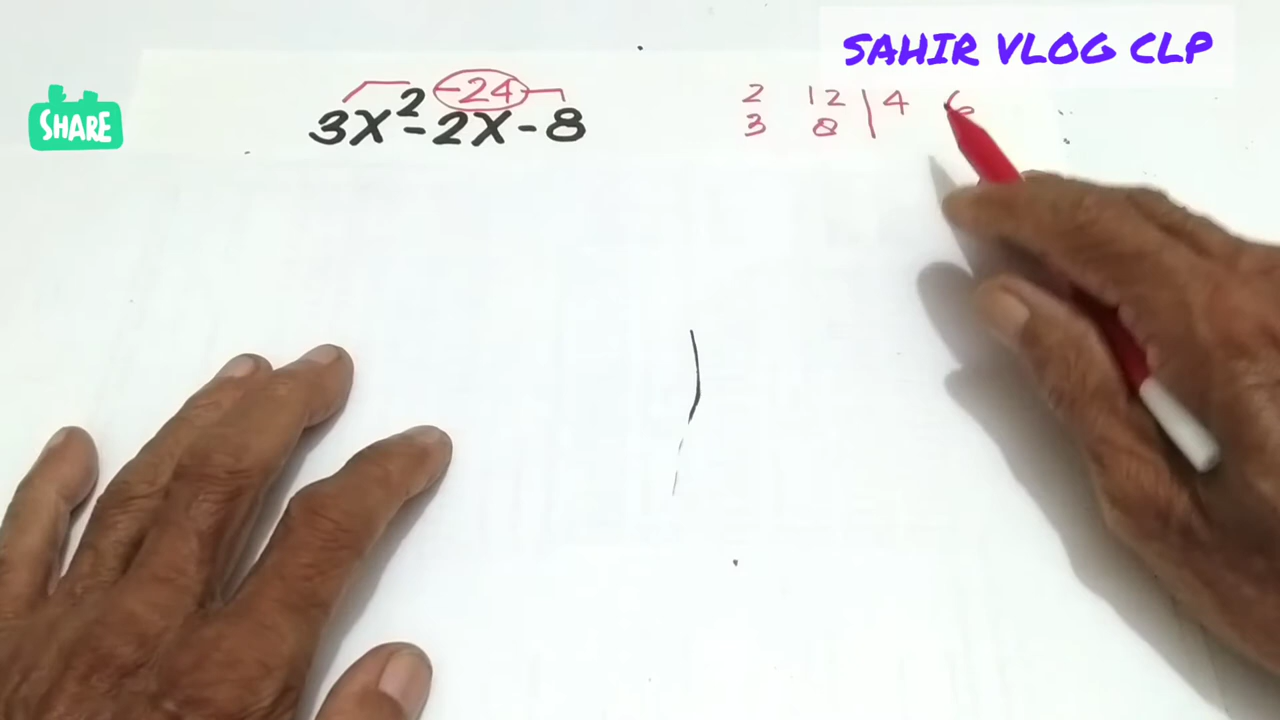 SAHIR VLOG CLP
SHARE
-24
3X²-2X-8
2 12 | 4 6
3 8 |